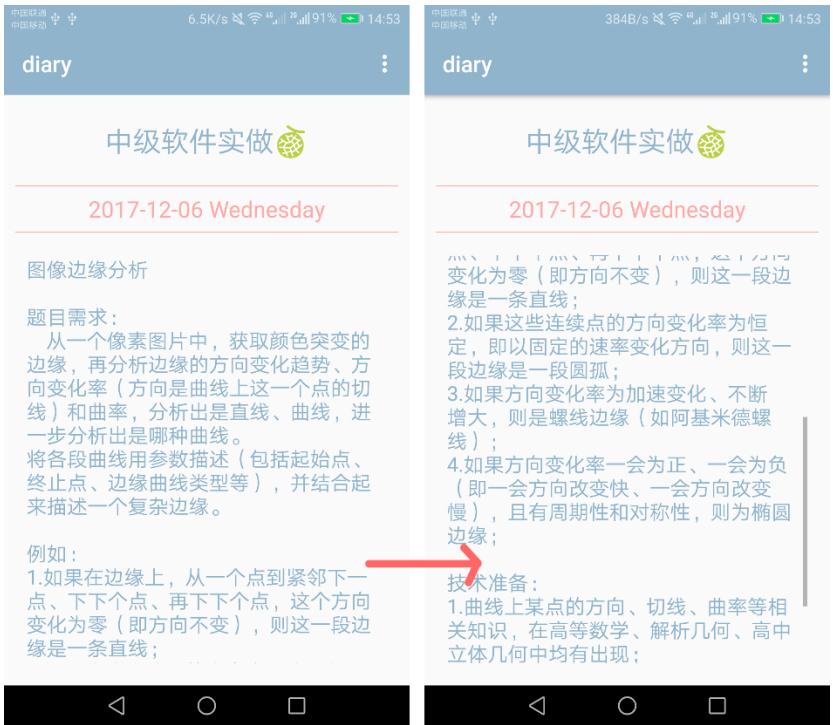 中国联通
中国移动
6.5K/s 91% 14:53
diary
中级软件实做
2017-12-06 Wednesday
图像边缘分析
题目需求：
从一个像素图片中，获取颜色突变的
边缘，再分析边缘的方向变化趋势、方
向变化率（方向是曲线上这一个点的切
线）和曲率，分析出是直线、曲线，进
一步分析出是哪种曲线。
将各段曲线用参数描述（包括起始点、
终止点、边缘曲线类型等），并结合起
来描述一个复杂边缘。
例如：
1.如果在边缘上，从一个点到紧邻下一
点、下下个点、再下下个点，这个方向
变化为零（即方向不变），则这一段边
缘是一条直线；
中国联通
中国移动
384B/s 91% 14:53
diary
中级软件实做
2017-12-06 Wednesday
变化为零（即方向不变），则这一段边
缘是一条直线；
2.如果这些连续点的方向变化率为恒
定，即以固定的速率变化方向，则这一
段边缘是一段圆孤；
3.如果方向变化率为加速变化、不断
增大，则是螺线边缘（如阿基米德螺
线）；
4.如果方向变化率一会为正、一会为负
（即一会方向改变快、一会方向改变
慢），且有周期性和对称性，则为椭圆
边缘；
技术准备：
1.曲线上某点的方向、切线、曲率等相
关知识，在高等数学、解析几何、高中
立体几何中均有出现；